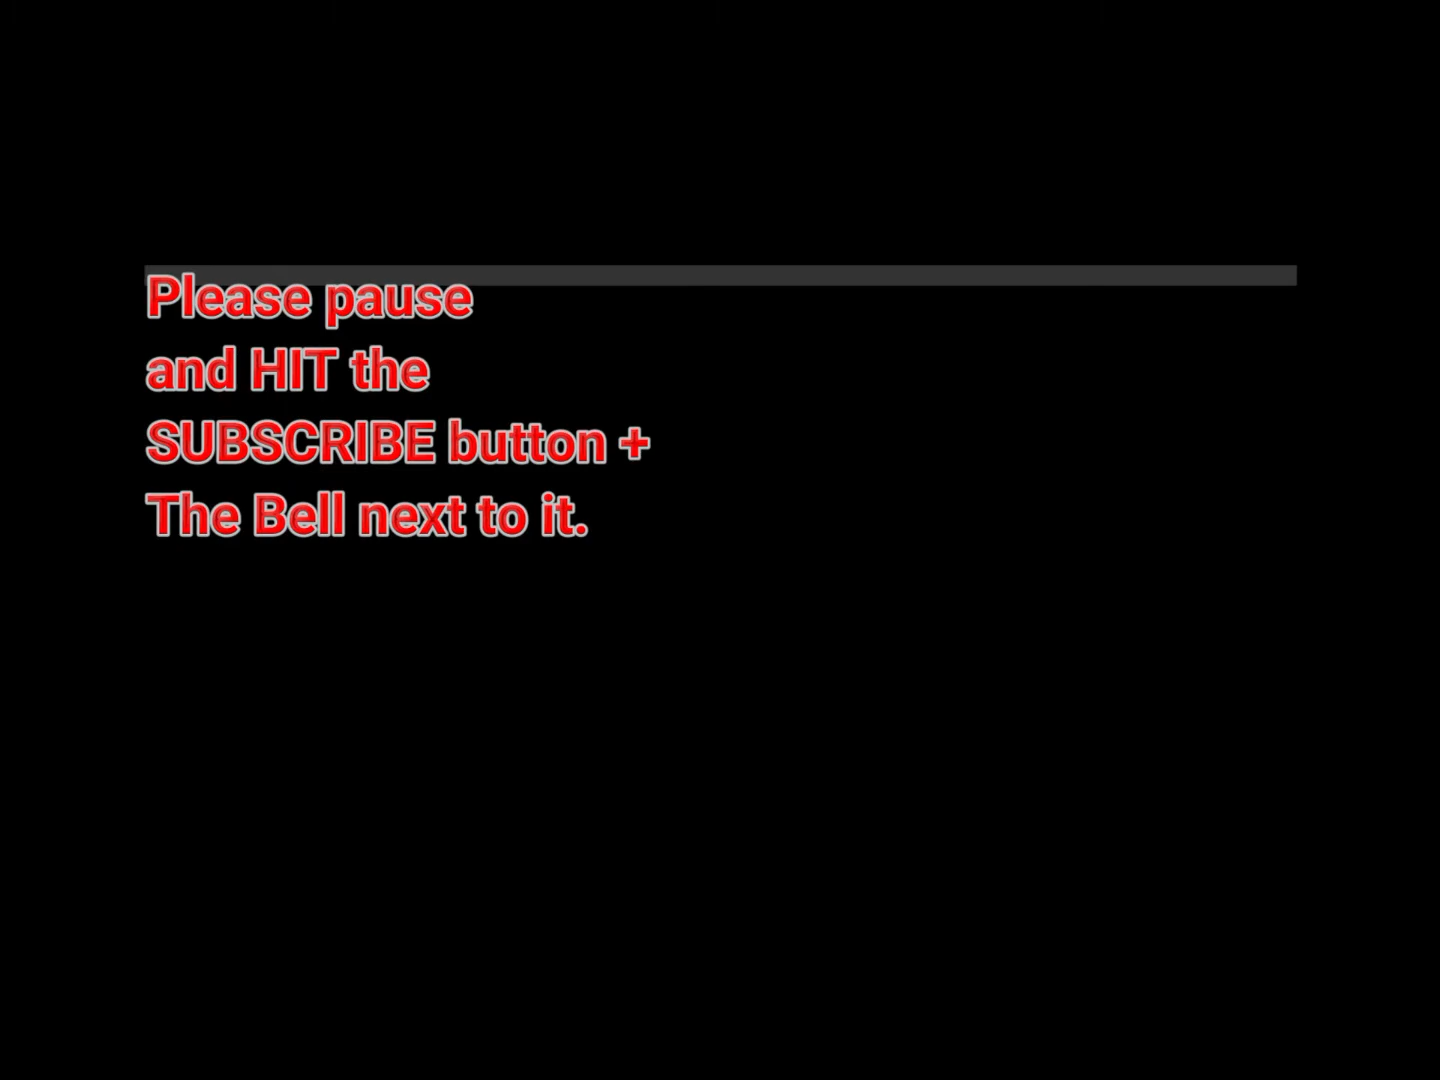 Please pause
and HIT the
SUBSCRIBE button +
The Bell next to it.